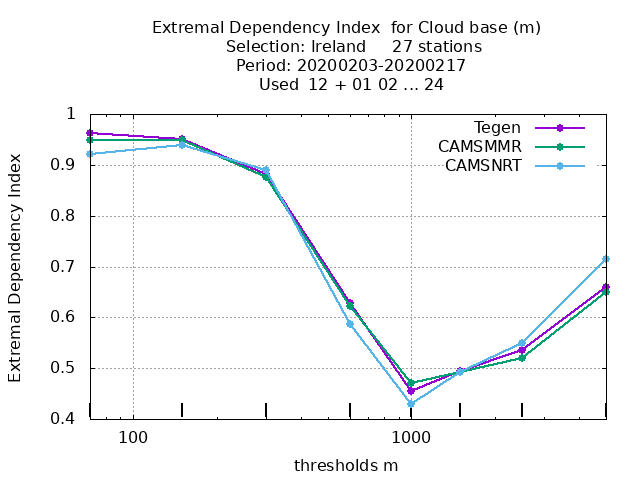 Extremal Dependency Index  for Cloud base (m)
Selection: Ireland     27 stations
Period: 20200203-20200217
Used  12 + 01 02 ... 24
Tegen
CAMSMMR
CAMSNRT
Extremal Dependency Index
1
0.9
0.8
0.7
0.6
0.5
0.4
100
1000
thresholds m